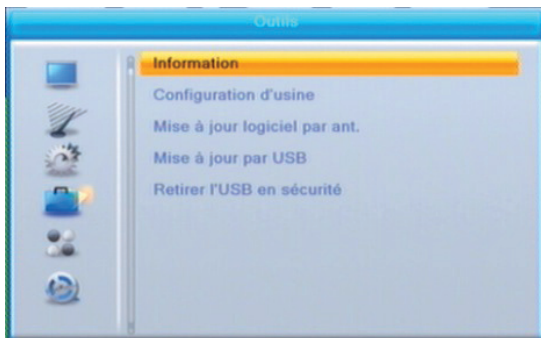 Outils
Information
Configuration d'usine
Mise à jour logiciel par ant.
Mise à jour par USB
Retirer l'USB en sécurité